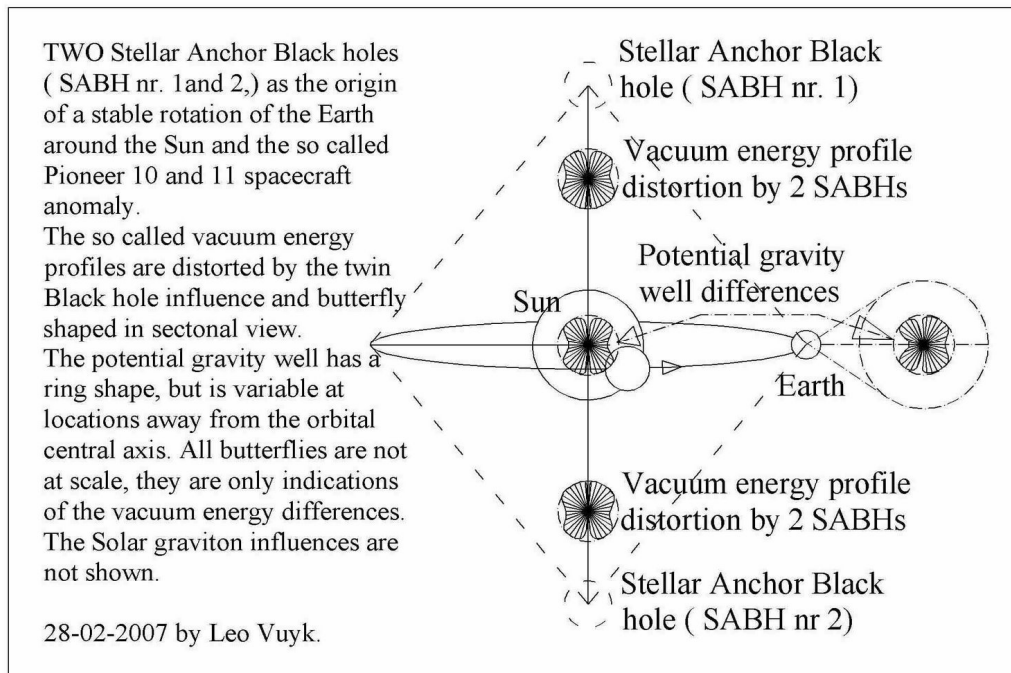 TWO Stellar Anchor Black holes
( SABH nr. 1and 2,) as the origin
of a stable rotation of the Earth
around the Sun and the so called
Pioneer 10 and 11 spacecraft
anomaly.
The so called vacuum energy
profiles are distorted by the twin
Black hole influence and butterfly
shaped in sectonal view.
The potential gravity well has a
ring shape, but is variable at
locations away from the orbital
central axis. All butterflies are not
at scale, they are only indications
of the vacuum energy differences.
The Solar graviton influences are
not shown.
28-02-2007 by Leo Vuyk.
Stellar Anchor Black
hole ( SABH nr. 1)
Vacuum energy profile
distortion by 2 SABHs
Potential gravity
well differences
Sun
Earth
Vacuum energy profile
distortion by 2 SABHs
Stellar Anchor Black
hole ( SABH nr 2)